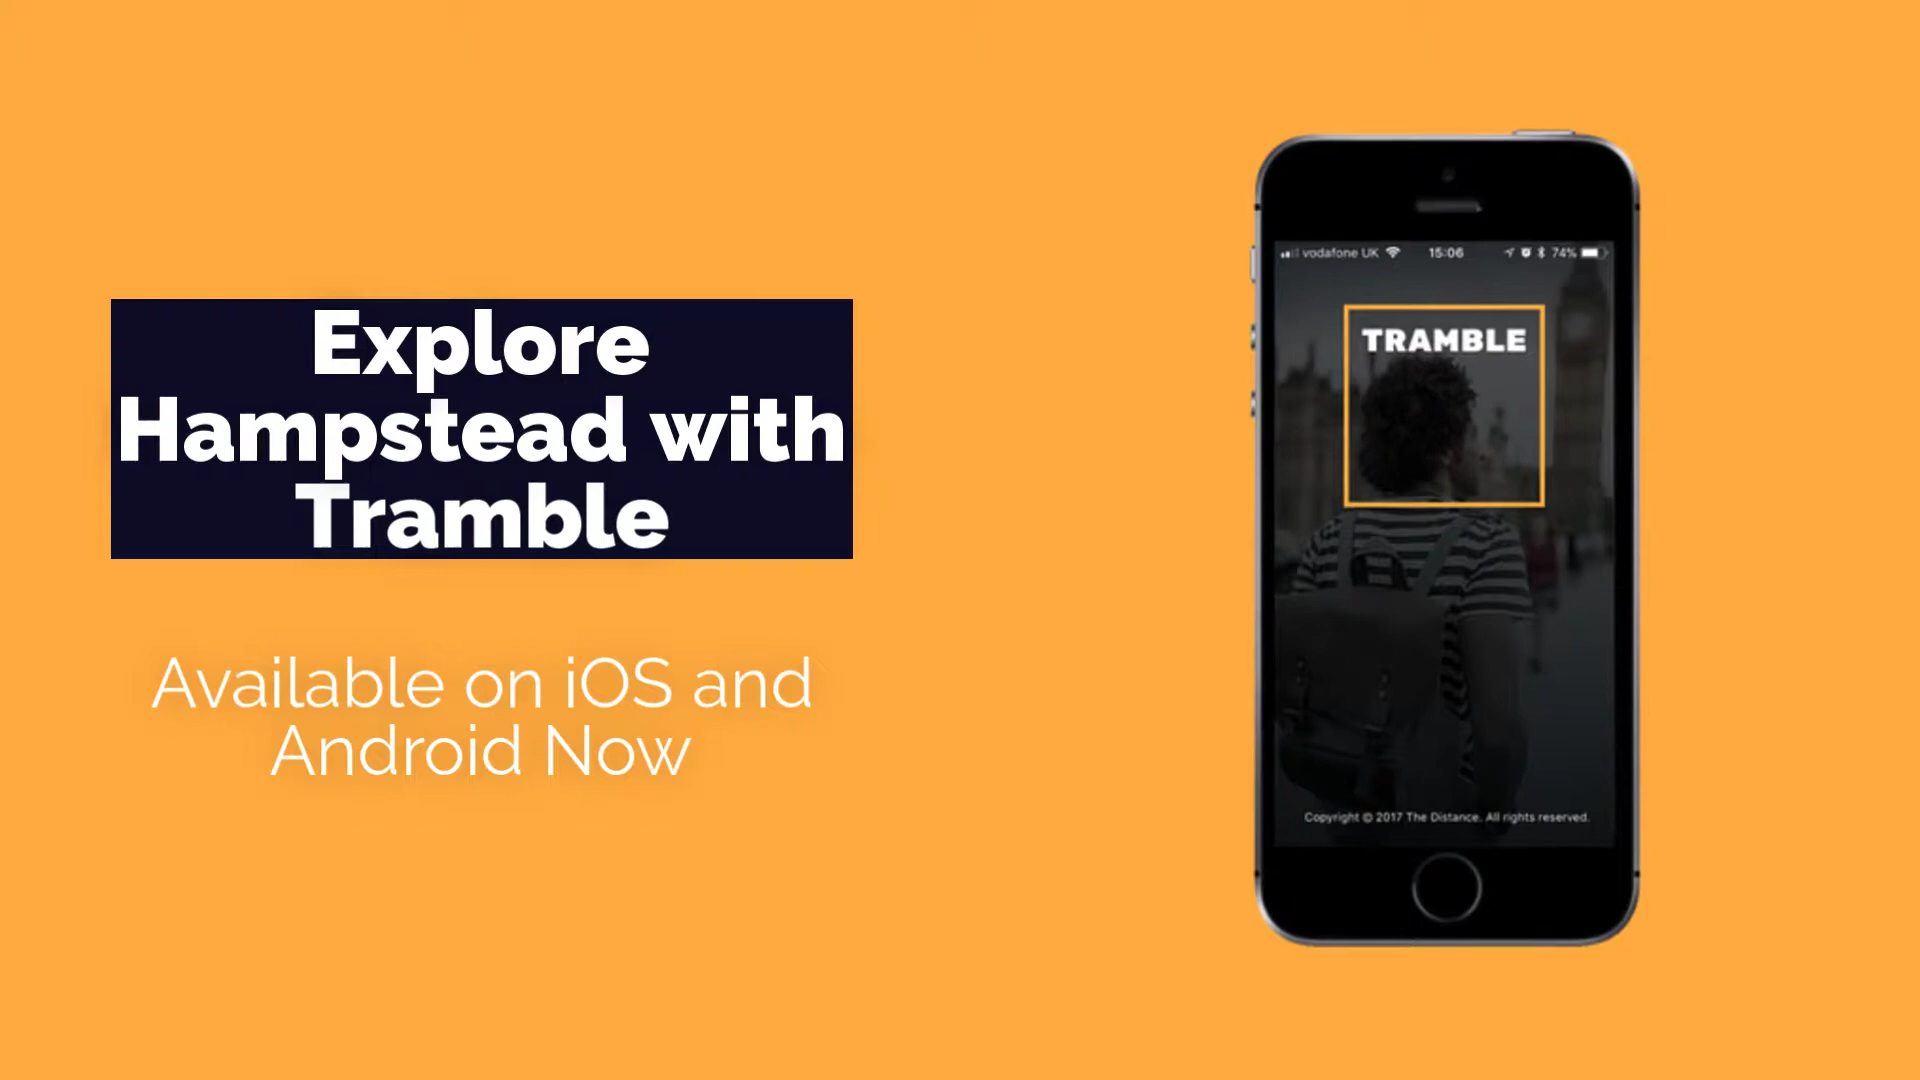 Explore
Hampstead with
Tramble
Available on iOS and
Android Now
vodafone UK 15:06 74%
TRAMBLE
Copyright © 2017 The Distance. All rights reserved.